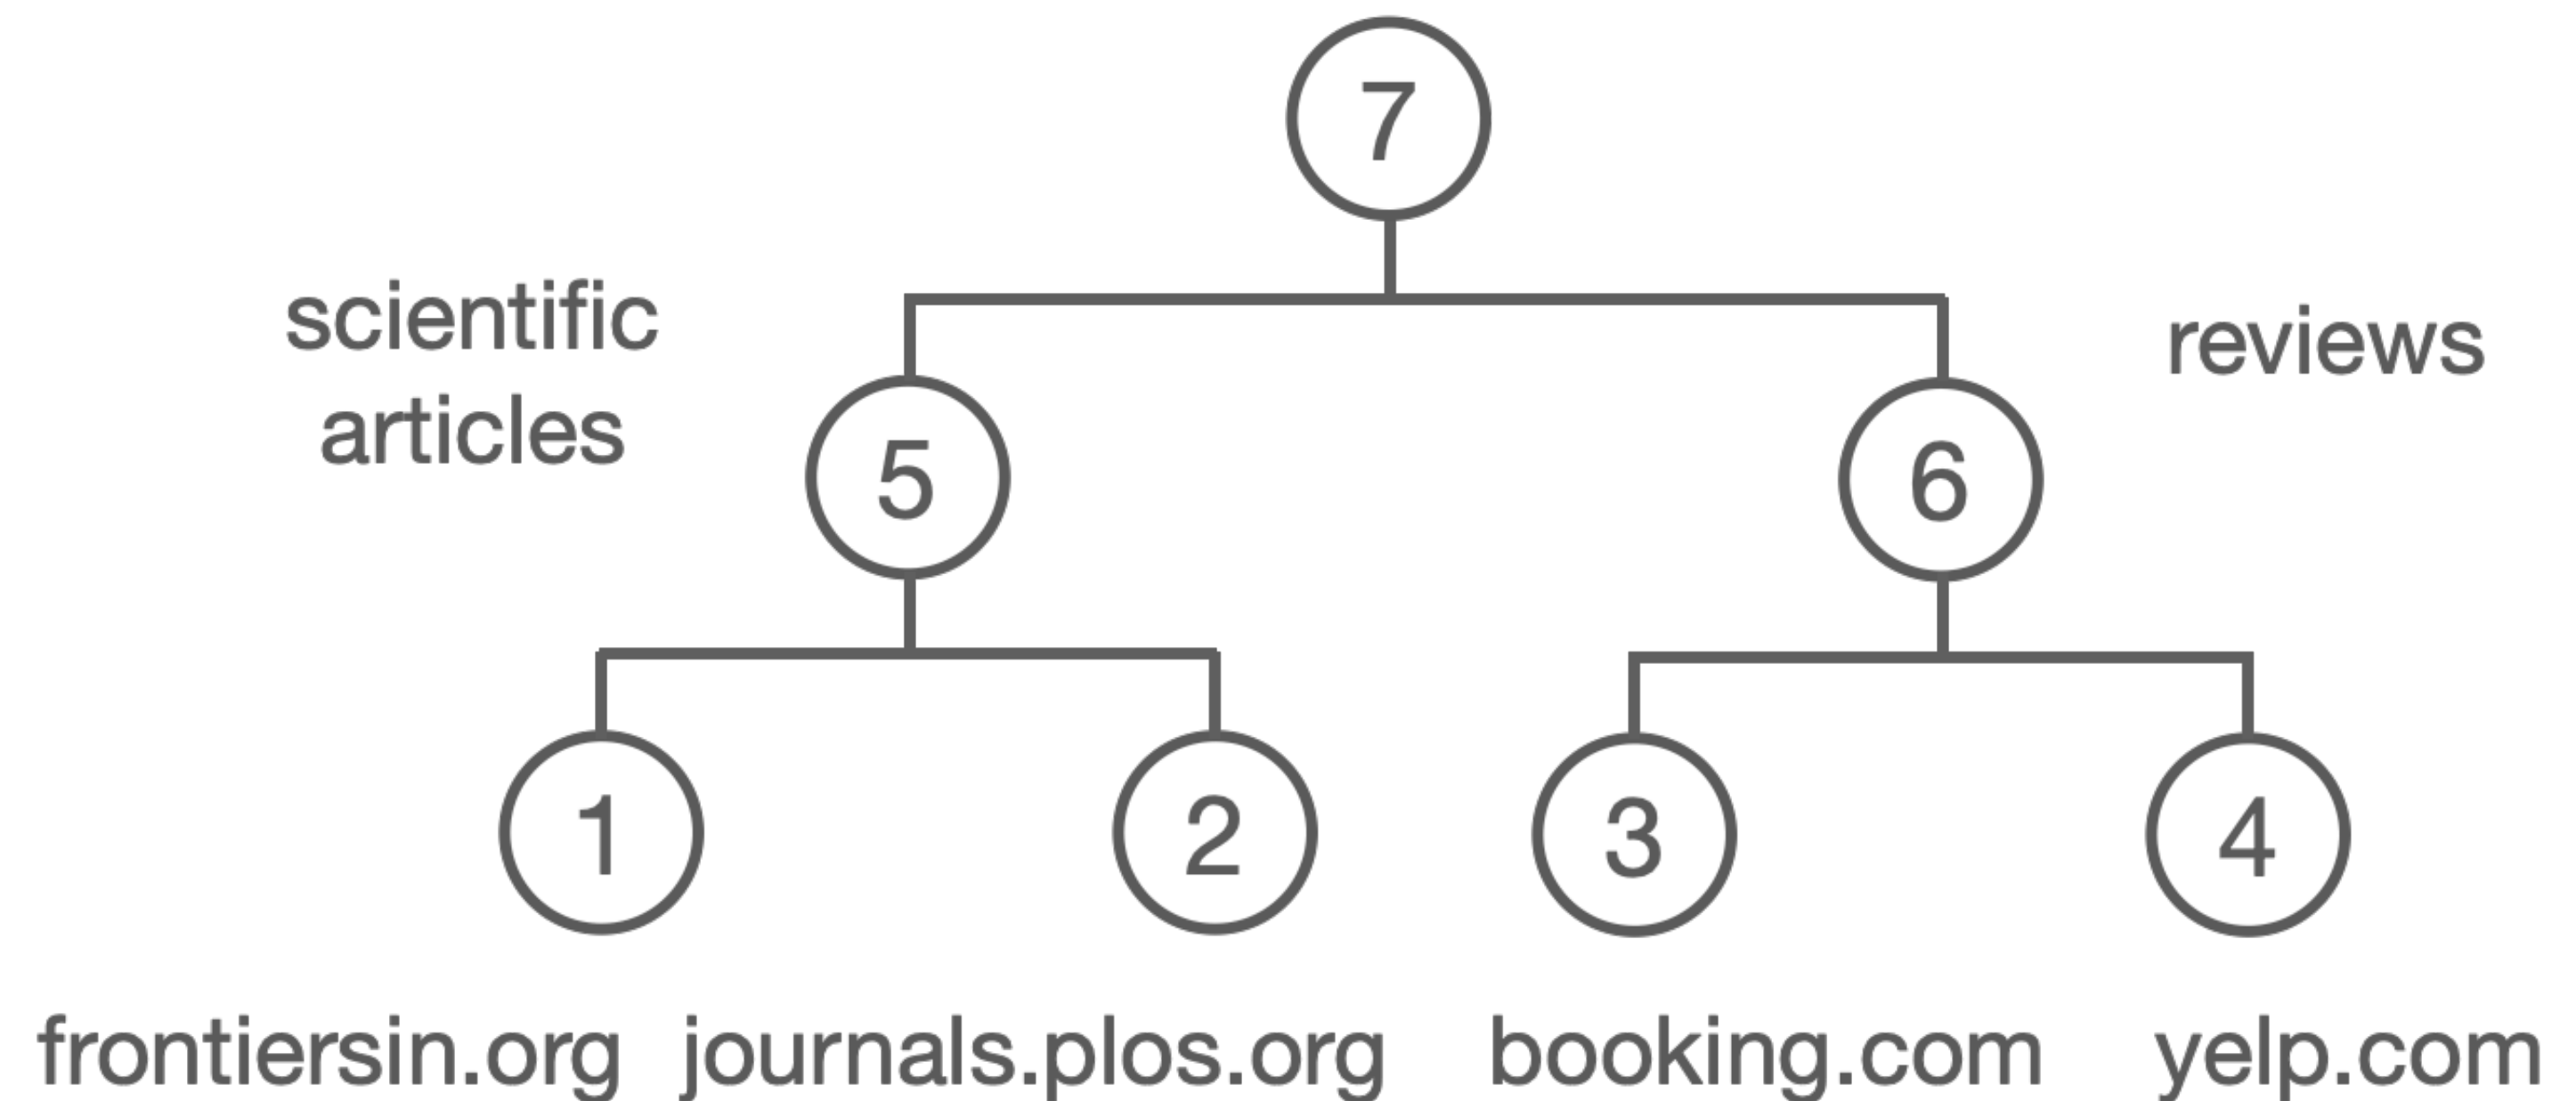 7
scientific
articles
reviews
5
6
1
2
3
4
frontiersin.org
journals.plos.org
booking.com
yelp.com